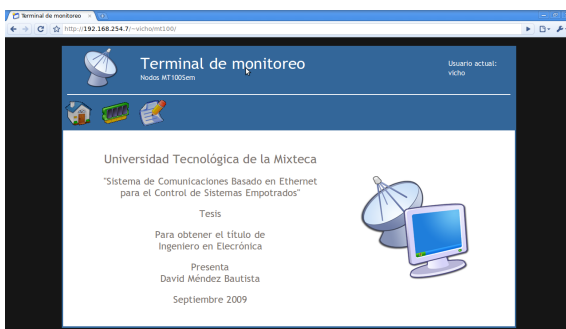 Terminal de monitoreo
http://192.168.254.7/~vicho/mt100/
Terminal de monitoreo
Nodos MT100Sem
Usuario actual:
vicho
Universidad Tecnológica de la Mixteca
"Sistema de Comunicaciones Basado en Ethernet
para el Control de Sistemas Empotrados"
Tesis
Para obtener el título de
Ingeniero en Elecrónica
Presenta
David Méndez Bautista
Septiembre 2009